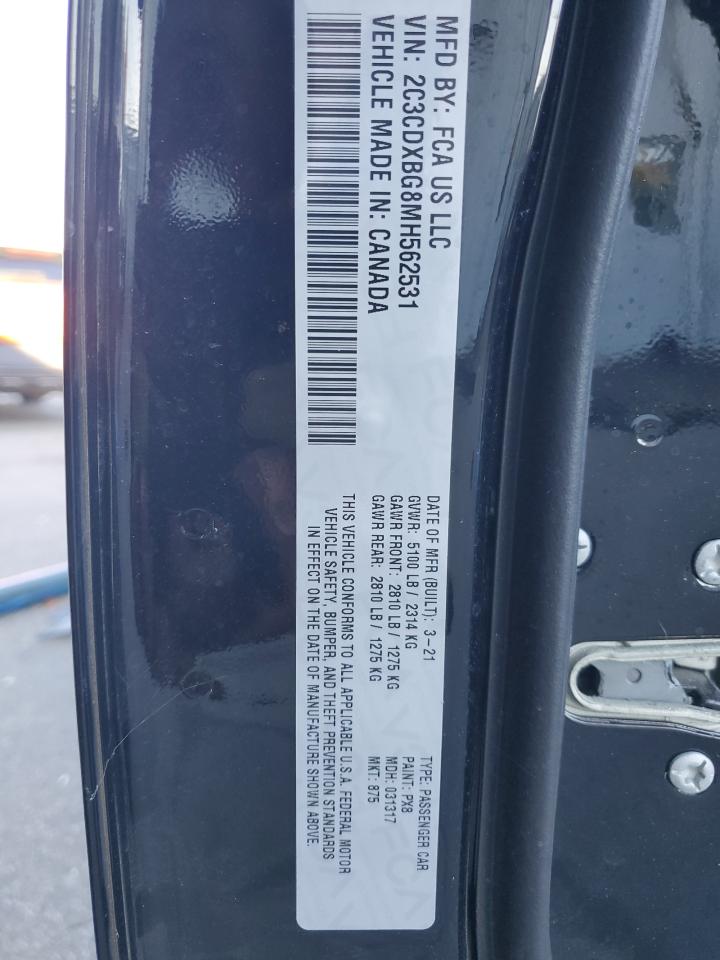 MFD BY: FCA US LLC
VIN: 2C3CDXBG8MH562531
VEHICLE MADE IN: CANADA
DATE OF MFR (BUILT): 3-21
GVWR: 5100 LB / 2314 KG
GAWR FRONT: 2810 LB / 1275 KG
GAWR REAR: 2810 LB / 1275 KG
THIS VEHICLE CONFORMS TO ALL APPLICABLE U.S.A. FEDERAL MOTOR
VEHICLE SAFETY, BUMPER, AND THEFT PREVENTION STANDARDS
IN EFFECT ON THE DATE OF MANUFACTURE SHOWN ABOVE.
TYPE: PASSENGER CAR
PAINT: PX8
MDH: 031317
MKT: 875